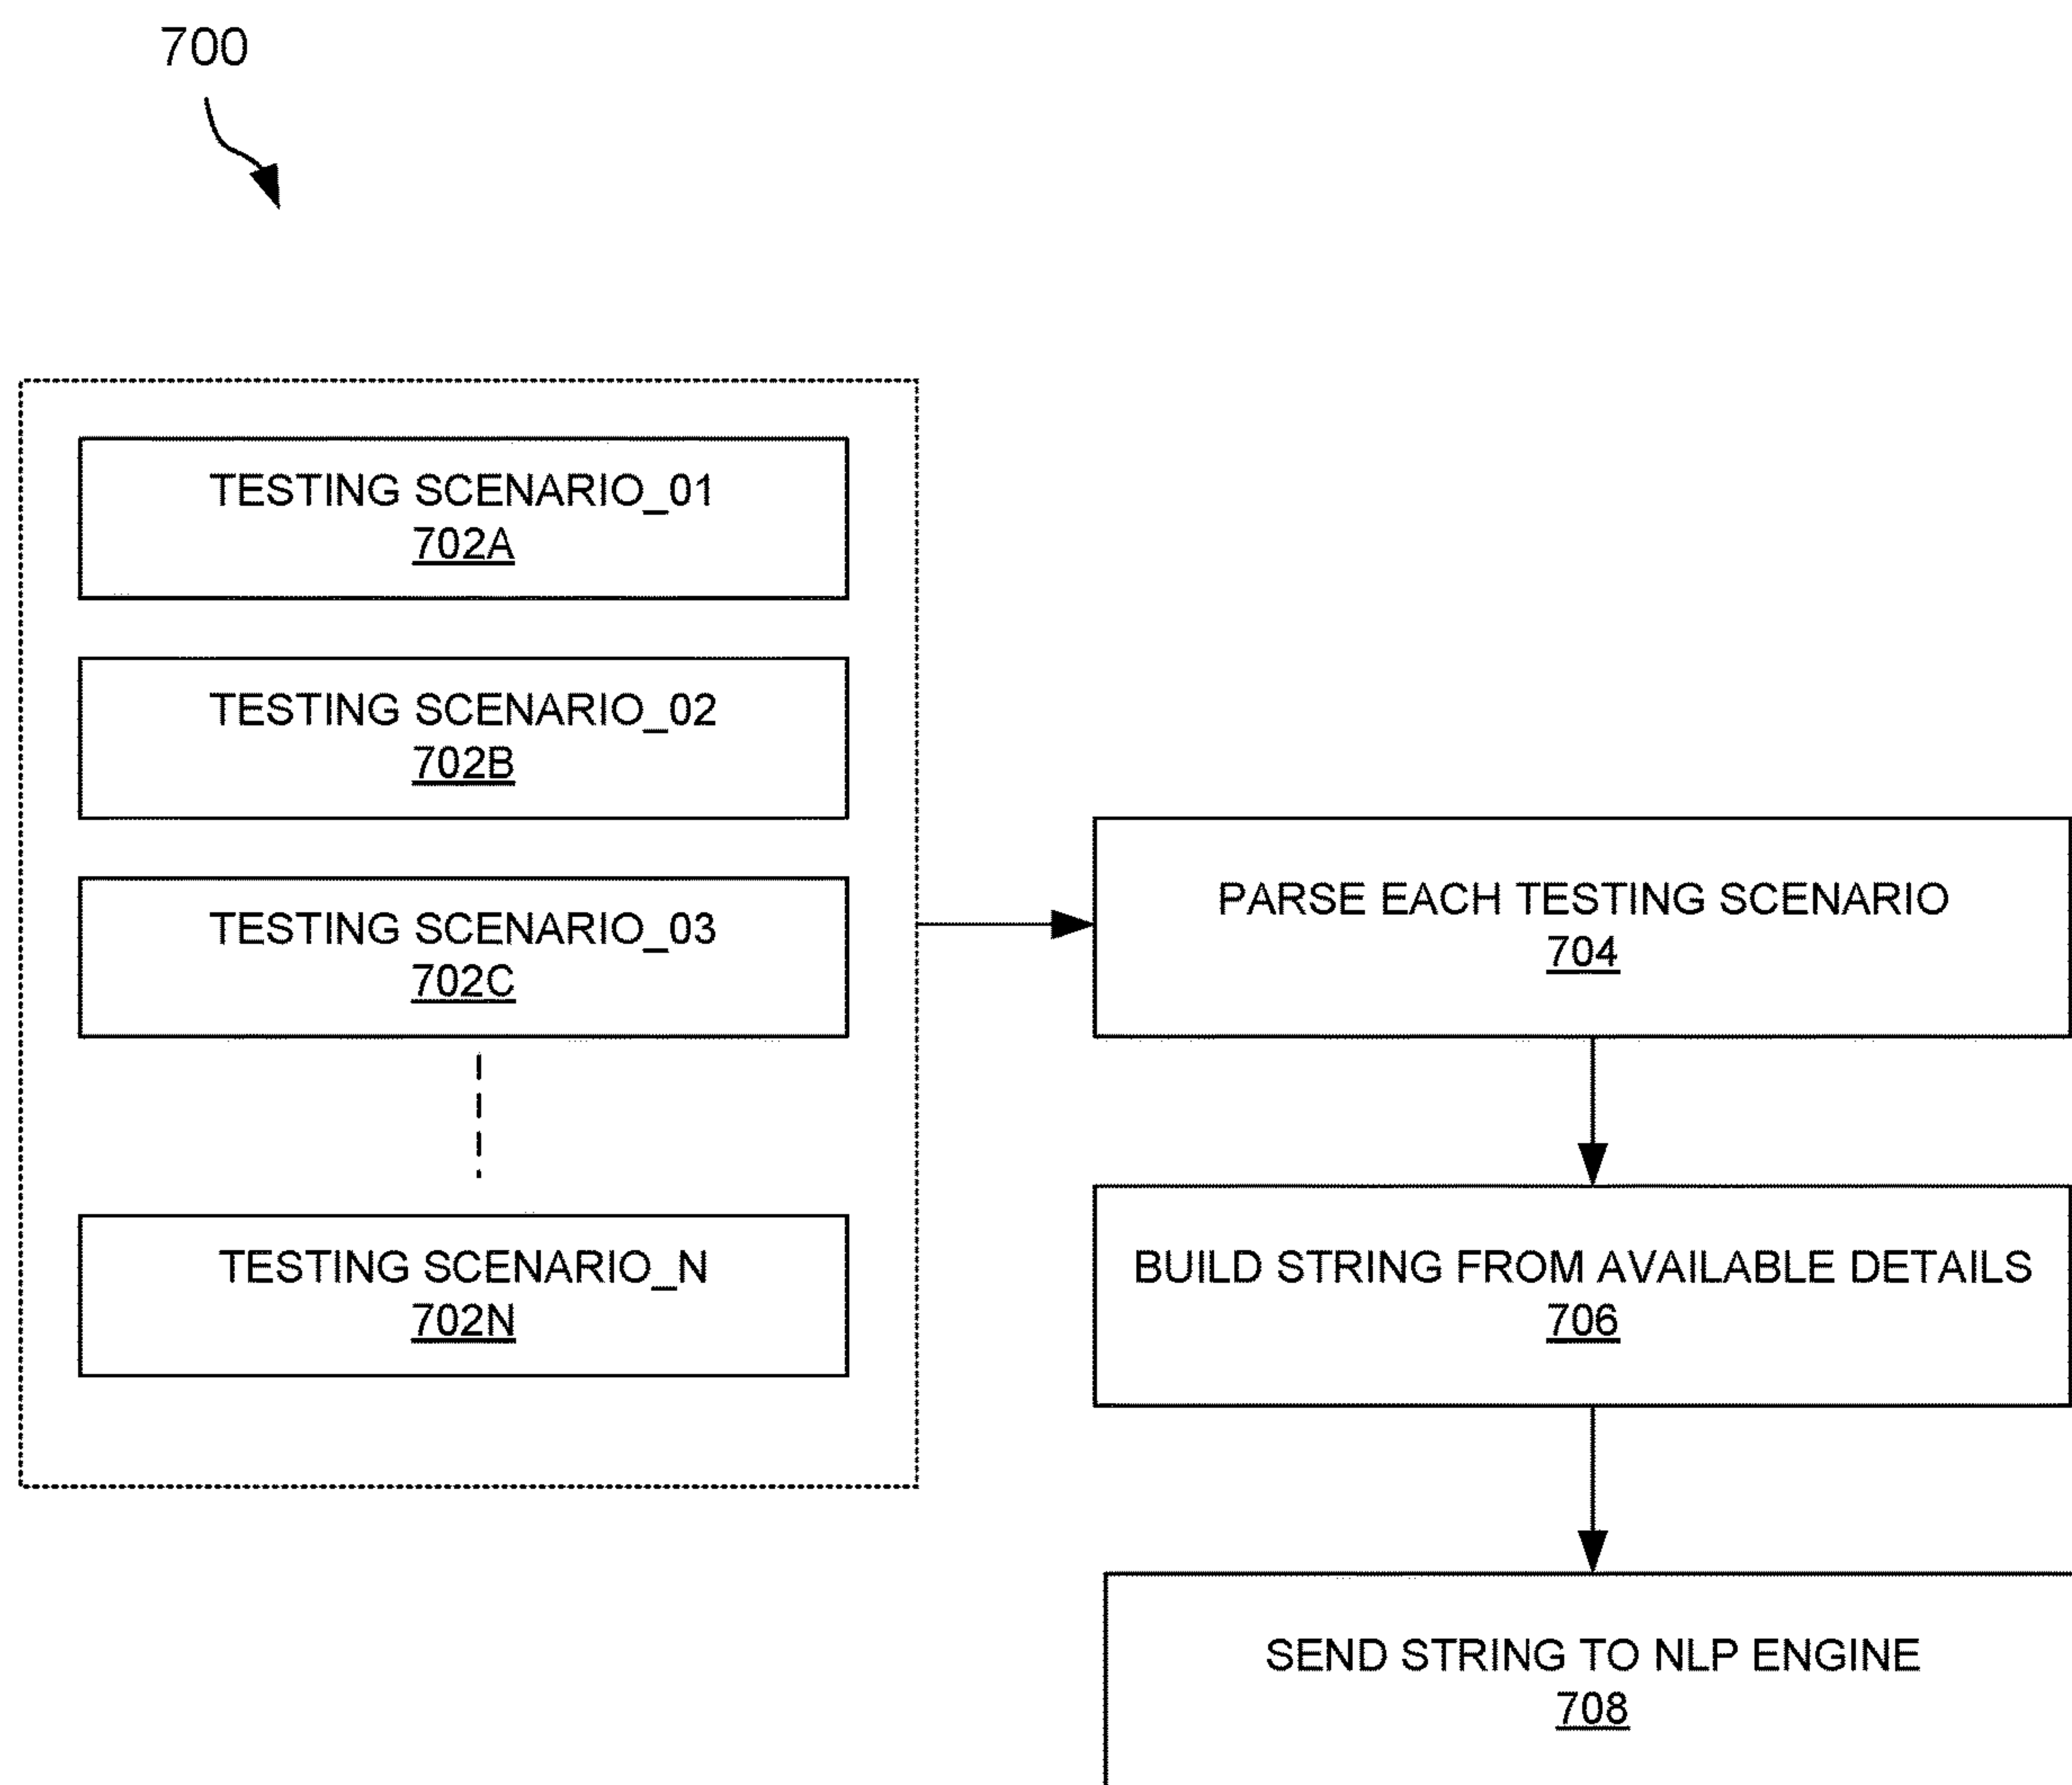 700
TESTING SCENARIO_01
702A
TESTING SCENARIO_02
702B
TESTING SCENARIO_03
702C
TESTING SCENARIO_N
702N
PARSE EACH TESTING SCENARIO
704
BUILD STRING FROM AVAILABLE DETAILS
706
SEND STRING TO NLP ENGINE
708